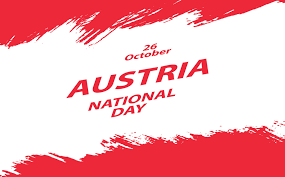 26
October
AUSTRIA
NATIONAL
DAY